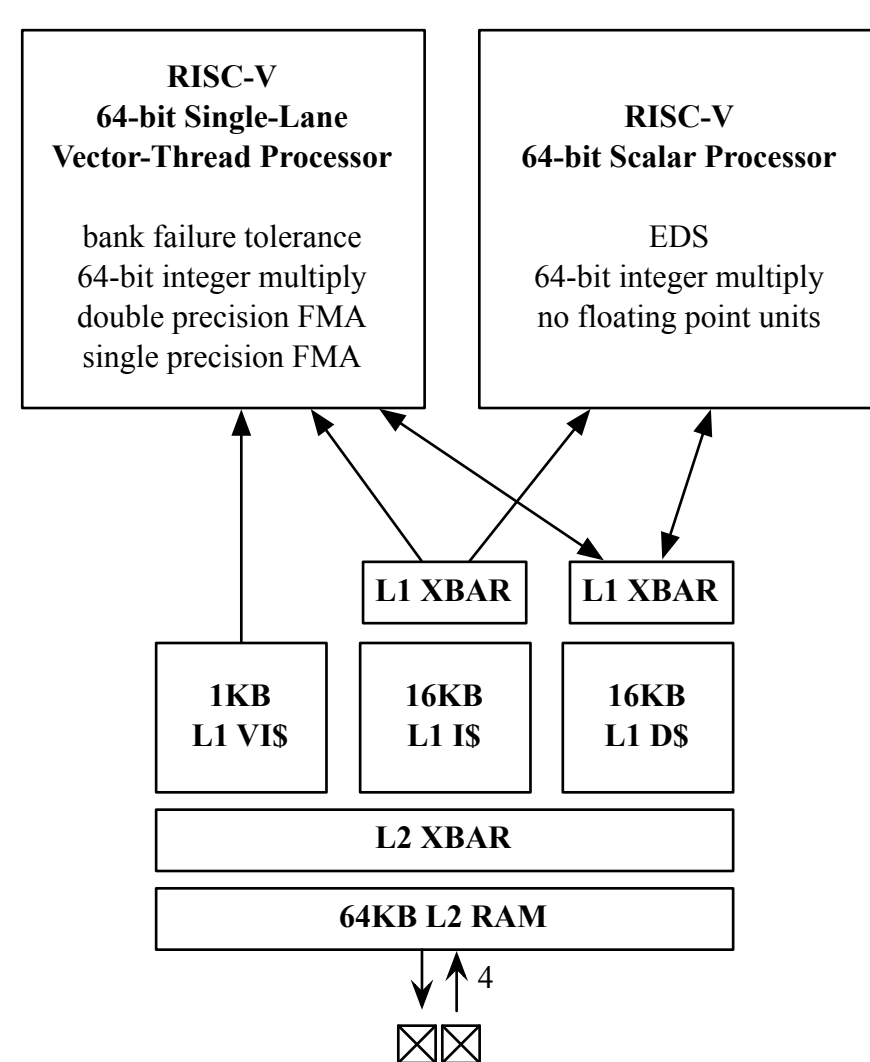 RISC-V
64-bit Single-Lane
Vector-Thread Processor
bank failure tolerance
64-bit integer multiply
double precision FMA
single precision FMA
RISC-V
64-bit Scalar Processor
EDS
64-bit integer multiply
no floating point units
L1 XBAR
L1 XBAR
1KB
L1 VI$
16KB
L1 I$
16KB
L1 D$
L2 XBAR
64KB L2 RAM
4